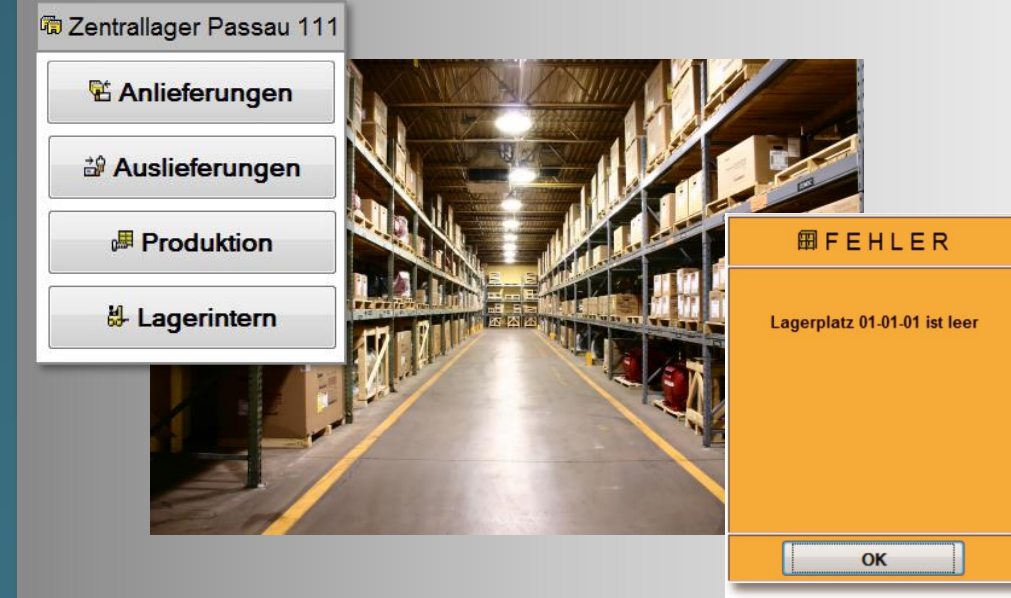 Zentrallager Passau 111
Anlieferungen
Auslieferungen
Produktion
Lagerintern
FEHLER
Lagerplatz 01-01-01 ist leer
OK